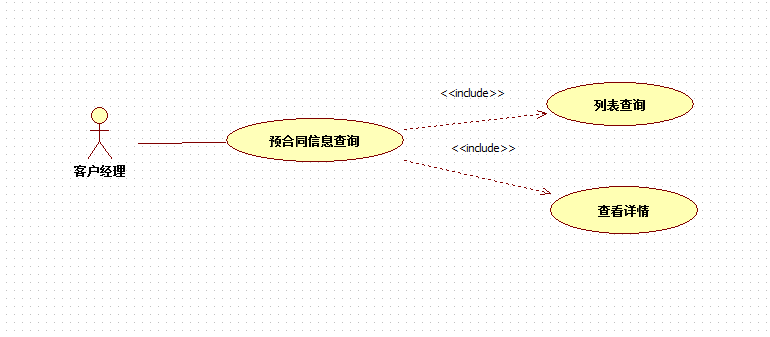 <<include>>
列表查询
预合同信息查询
<<include>>
客户经理
查看详情